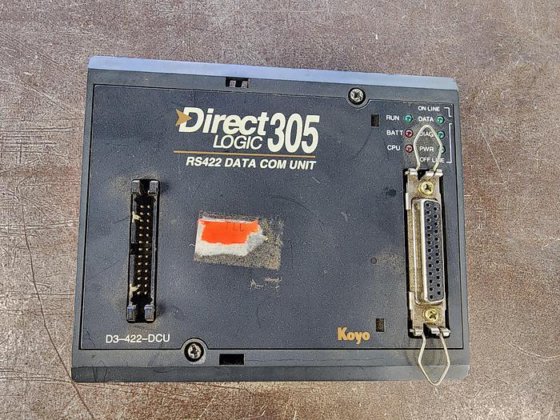 Direct 305
LOGIC
RS422 DATA COM UNIT
ON LINE
RUN DATA
BATT DIAG
CPU PWR
OFF LINE
D3-422-DCU
Koyo